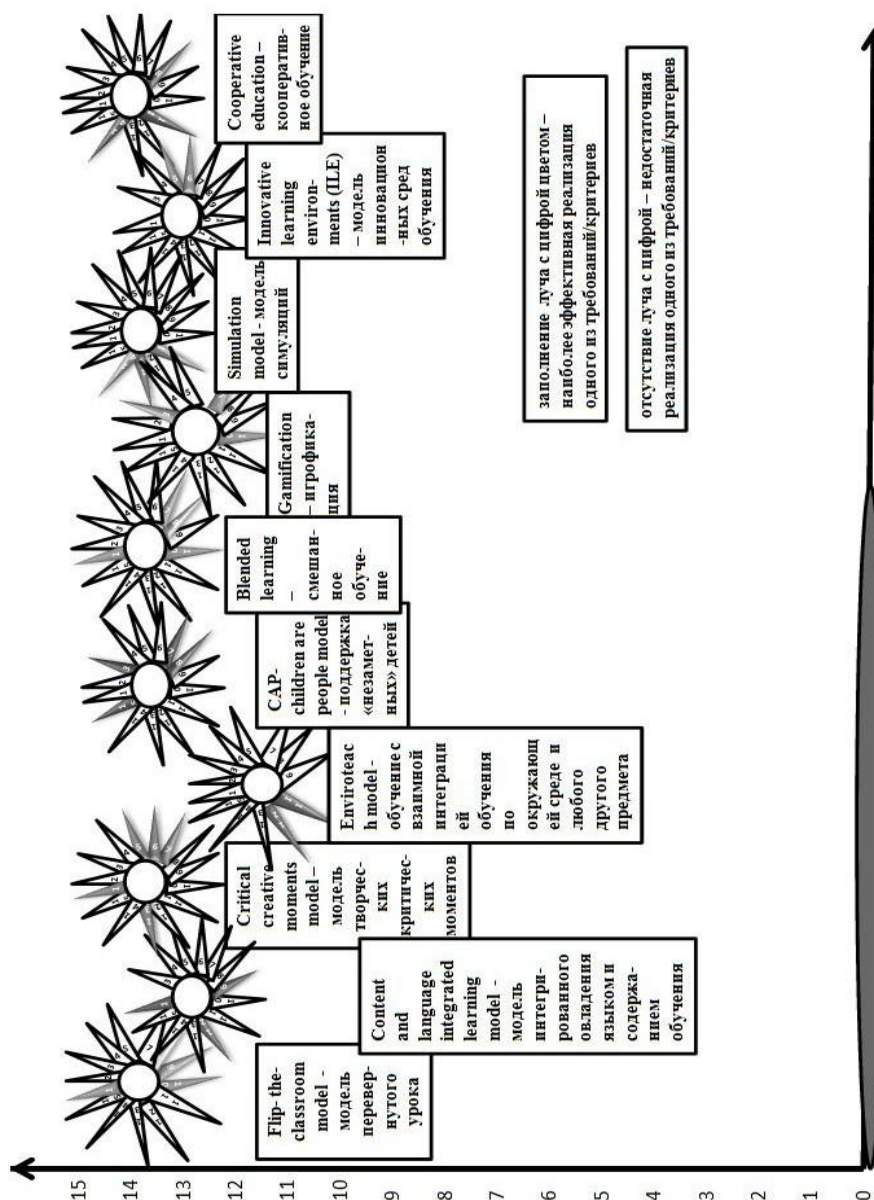 15
14
13
12
11
10
9
8
7
6
5
4
3
2
1
0
Flip- the-
classroom
model -
модель
перевер-
нутого
урока
Content
and
language
integrated
learning
model -
модель
интегри-
рованного
овладения
языком и
содержа-
нием
обучения
Critical
creative
moments
model –
модель
творчес-
ких
критичес-
ких
моментов
Enviroteac
h model -
обучение с
взаимной
интеграци
ей
обучения
по
окружающ
ей среде и
любого
другого
предмета
CAP-
children are
people model
- поддержка
«незамет-
ных» детей
Blended
learning
–
смешан-
ное
обуче-
ние
Gamification
– игрофика-
ция
Simulation
model - модель
симуляций
Innovative
learning
environ-
ments (ILE)
– модель
инновацион
-ных сред
обучения
Cooperative
education –
кооператив-
ное обучение
заполнение луча с цифрой цветом –
наиболее эффективная реализация
одного из требований/критериев
отсутствие луча с цифрой – недостаточная
реализация одного из требований/критериев